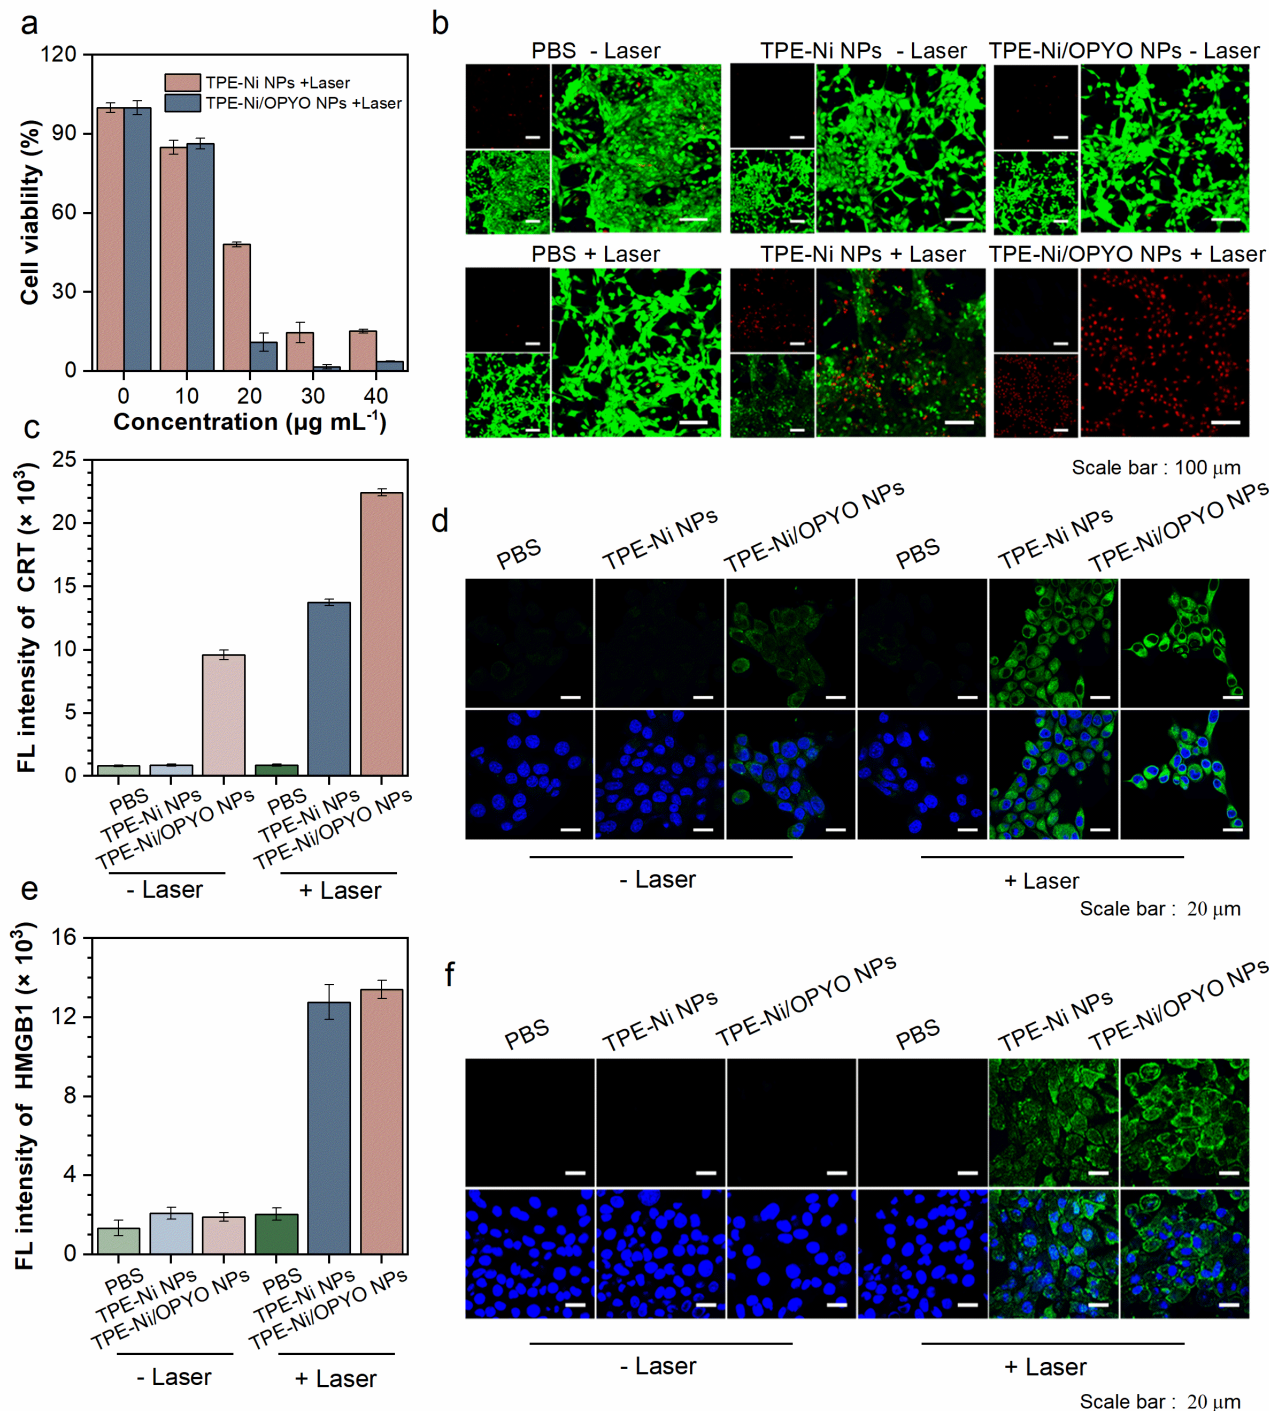 a
120
90
60
30
0
Cell viablility (%)
TPE-Ni NPs +Laser
TPE-Ni/OPYO NPs +Laser
0 10 20 30 40
Concentration (μg mL⁻¹)
b
PBS - Laser
TPE-Ni NPs - Laser
TPE-Ni/OPYO NPs - Laser
PBS + Laser
TPE-Ni NPs + Laser
TPE-Ni/OPYO NPs + Laser
Scale bar : 100 μm
c
25
20
15
10
5
0
FL intensity of CRT (× 10³)
PBS
TPE-Ni NPs
TPE-Ni/OPYO NPs
PBS
TPE-Ni NPs
TPE-Ni/OPYO NPs
- Laser
+ Laser
d
PBS
TPE-Ni NPs
TPE-Ni/OPYO NPs
PBS
TPE-Ni NPs
TPE-Ni/OPYO NPs
- Laser
+ Laser
Scale bar : 20 μm
e
16
12
8
4
0
FL intensity of HMGB1 (× 10³)
PBS
TPE-Ni NPs
TPE-Ni/OPYO NPs
PBS
TPE-Ni NPs
TPE-Ni/OPYO NPs
- Laser
+ Laser
f
PBS
TPE-Ni NPs
TPE-Ni/OPYO NPs
PBS
TPE-Ni NPs
TPE-Ni/OPYO NPs
- Laser
+ Laser
Scale bar : 20 μm